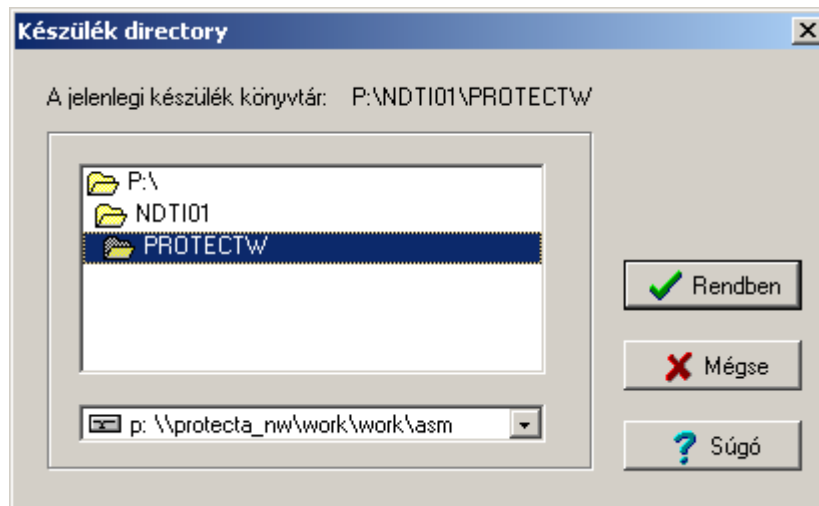 Készülék directory
A jelenlegi készülék könyvtár: P:\NDTI01\PROTECTW
P:\
NDTI01
PROTECTW
p: \\protecta_nw\work\work\asm
Rendben
Mégse
Súgó